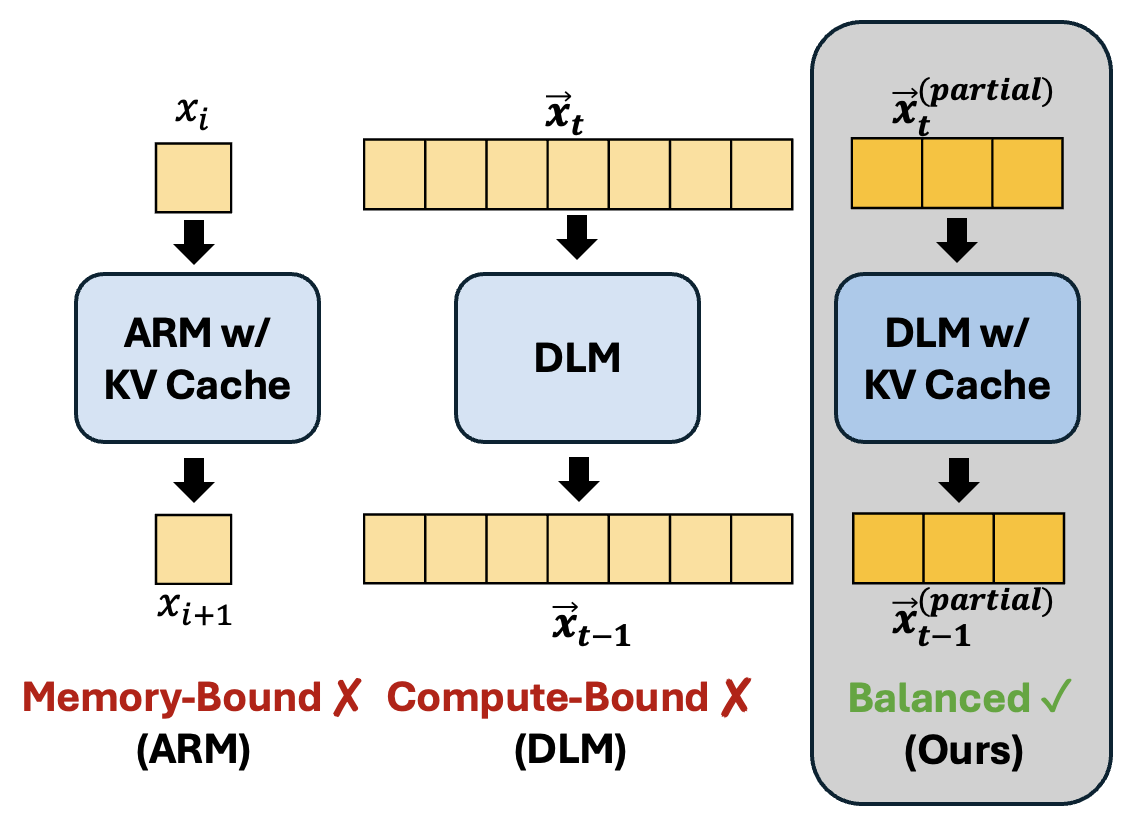 x_i
ARM w/
KV Cache
x_{i+1}
Memory-Bound ✗
(ARM)
\vec{x}_t
DLM
\vec{x}_{t-1}
Compute-Bound ✗
(DLM)
\vec{x}_t^{(partial)}
DLM w/
KV Cache
\vec{x}_{t-1}^{(partial)}
Balanced ✓
(Ours)